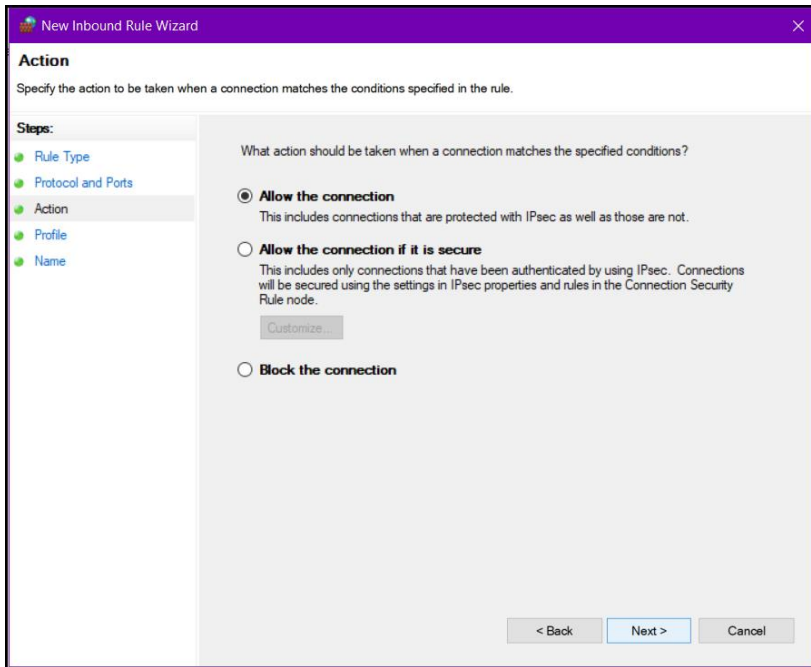 New Inbound Rule Wizard
Action
Specify the action to be taken when a connection matches the conditions specified in the rule.
Steps:
Rule Type
Protocol and Ports
Action
Profile
Name
What action should be taken when a connection matches the specified conditions?
Allow the connection
This includes connections that are protected with IPsec as well as those are not.
Allow the connection if it is secure
This includes only connections that have been authenticated by using IPsec. Connections
will be secured using the settings in IPsec properties and rules in the Connection Security
Rule node.
Customize...
Block the connection
< Back
Next >
Cancel